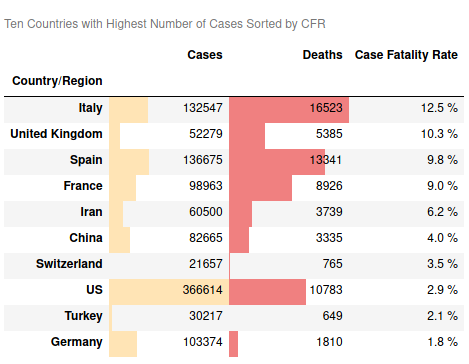 Ten Countries with Highest Number of Cases Sorted by CFR
Cases Deaths Case Fatality Rate
Country/Region
Italy 132547 16523 12.5 %
United Kingdom 52279 5385 10.3 %
Spain 136675 13341 9.8 %
France 98963 8926 9.0 %
Iran 60500 3739 6.2 %
China 82665 3335 4.0 %
Switzerland 21657 765 3.5 %
US 366614 10783 2.9 %
Turkey 30217 649 2.1 %
Germany 103374 1810 1.8 %